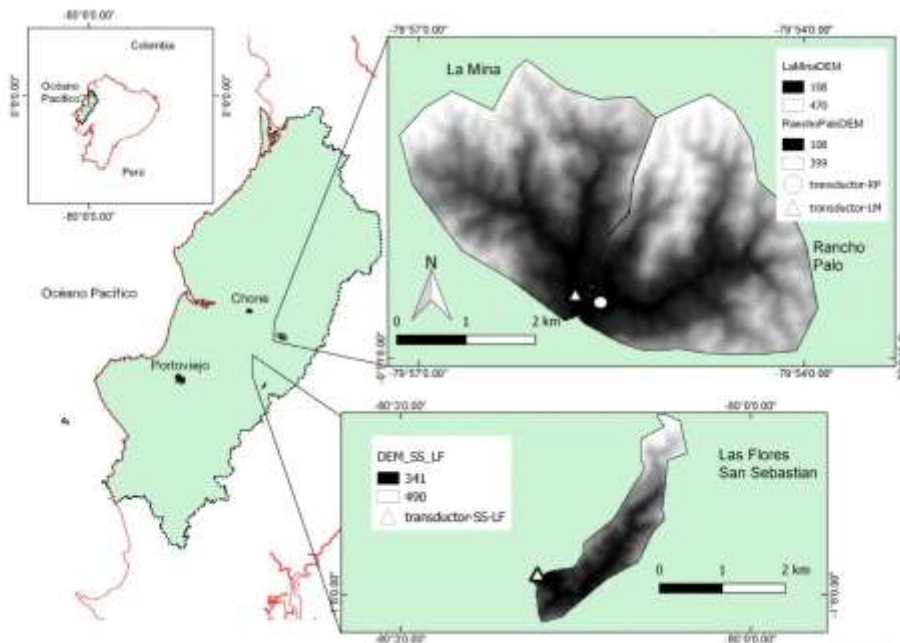 -80°0'0.00"
Colombia
Océano
Pacífico
Perú
0°0'0.00"
0°0'0.00"
-80°0'0.00"
Océano Pacífico
Chone
Portoviejo
-79°57'0.00"
-79°54'0.00"
La Mina
LaMinaDEM
108
470
RanchoPaloDEM
108
399
transductor-RP
transductor-LM
Rancho
Palo
N
0 1 2 km
-79°57'0.00"
-79°54'0.00"
-80°3'0.00"
-80°0'0.00"
DEM_SS_LF
341
490
transductor-SS-LF
Las Flores
San Sebastian
0 1 2 km
-80°3'0.00"
-80°0'0.00"